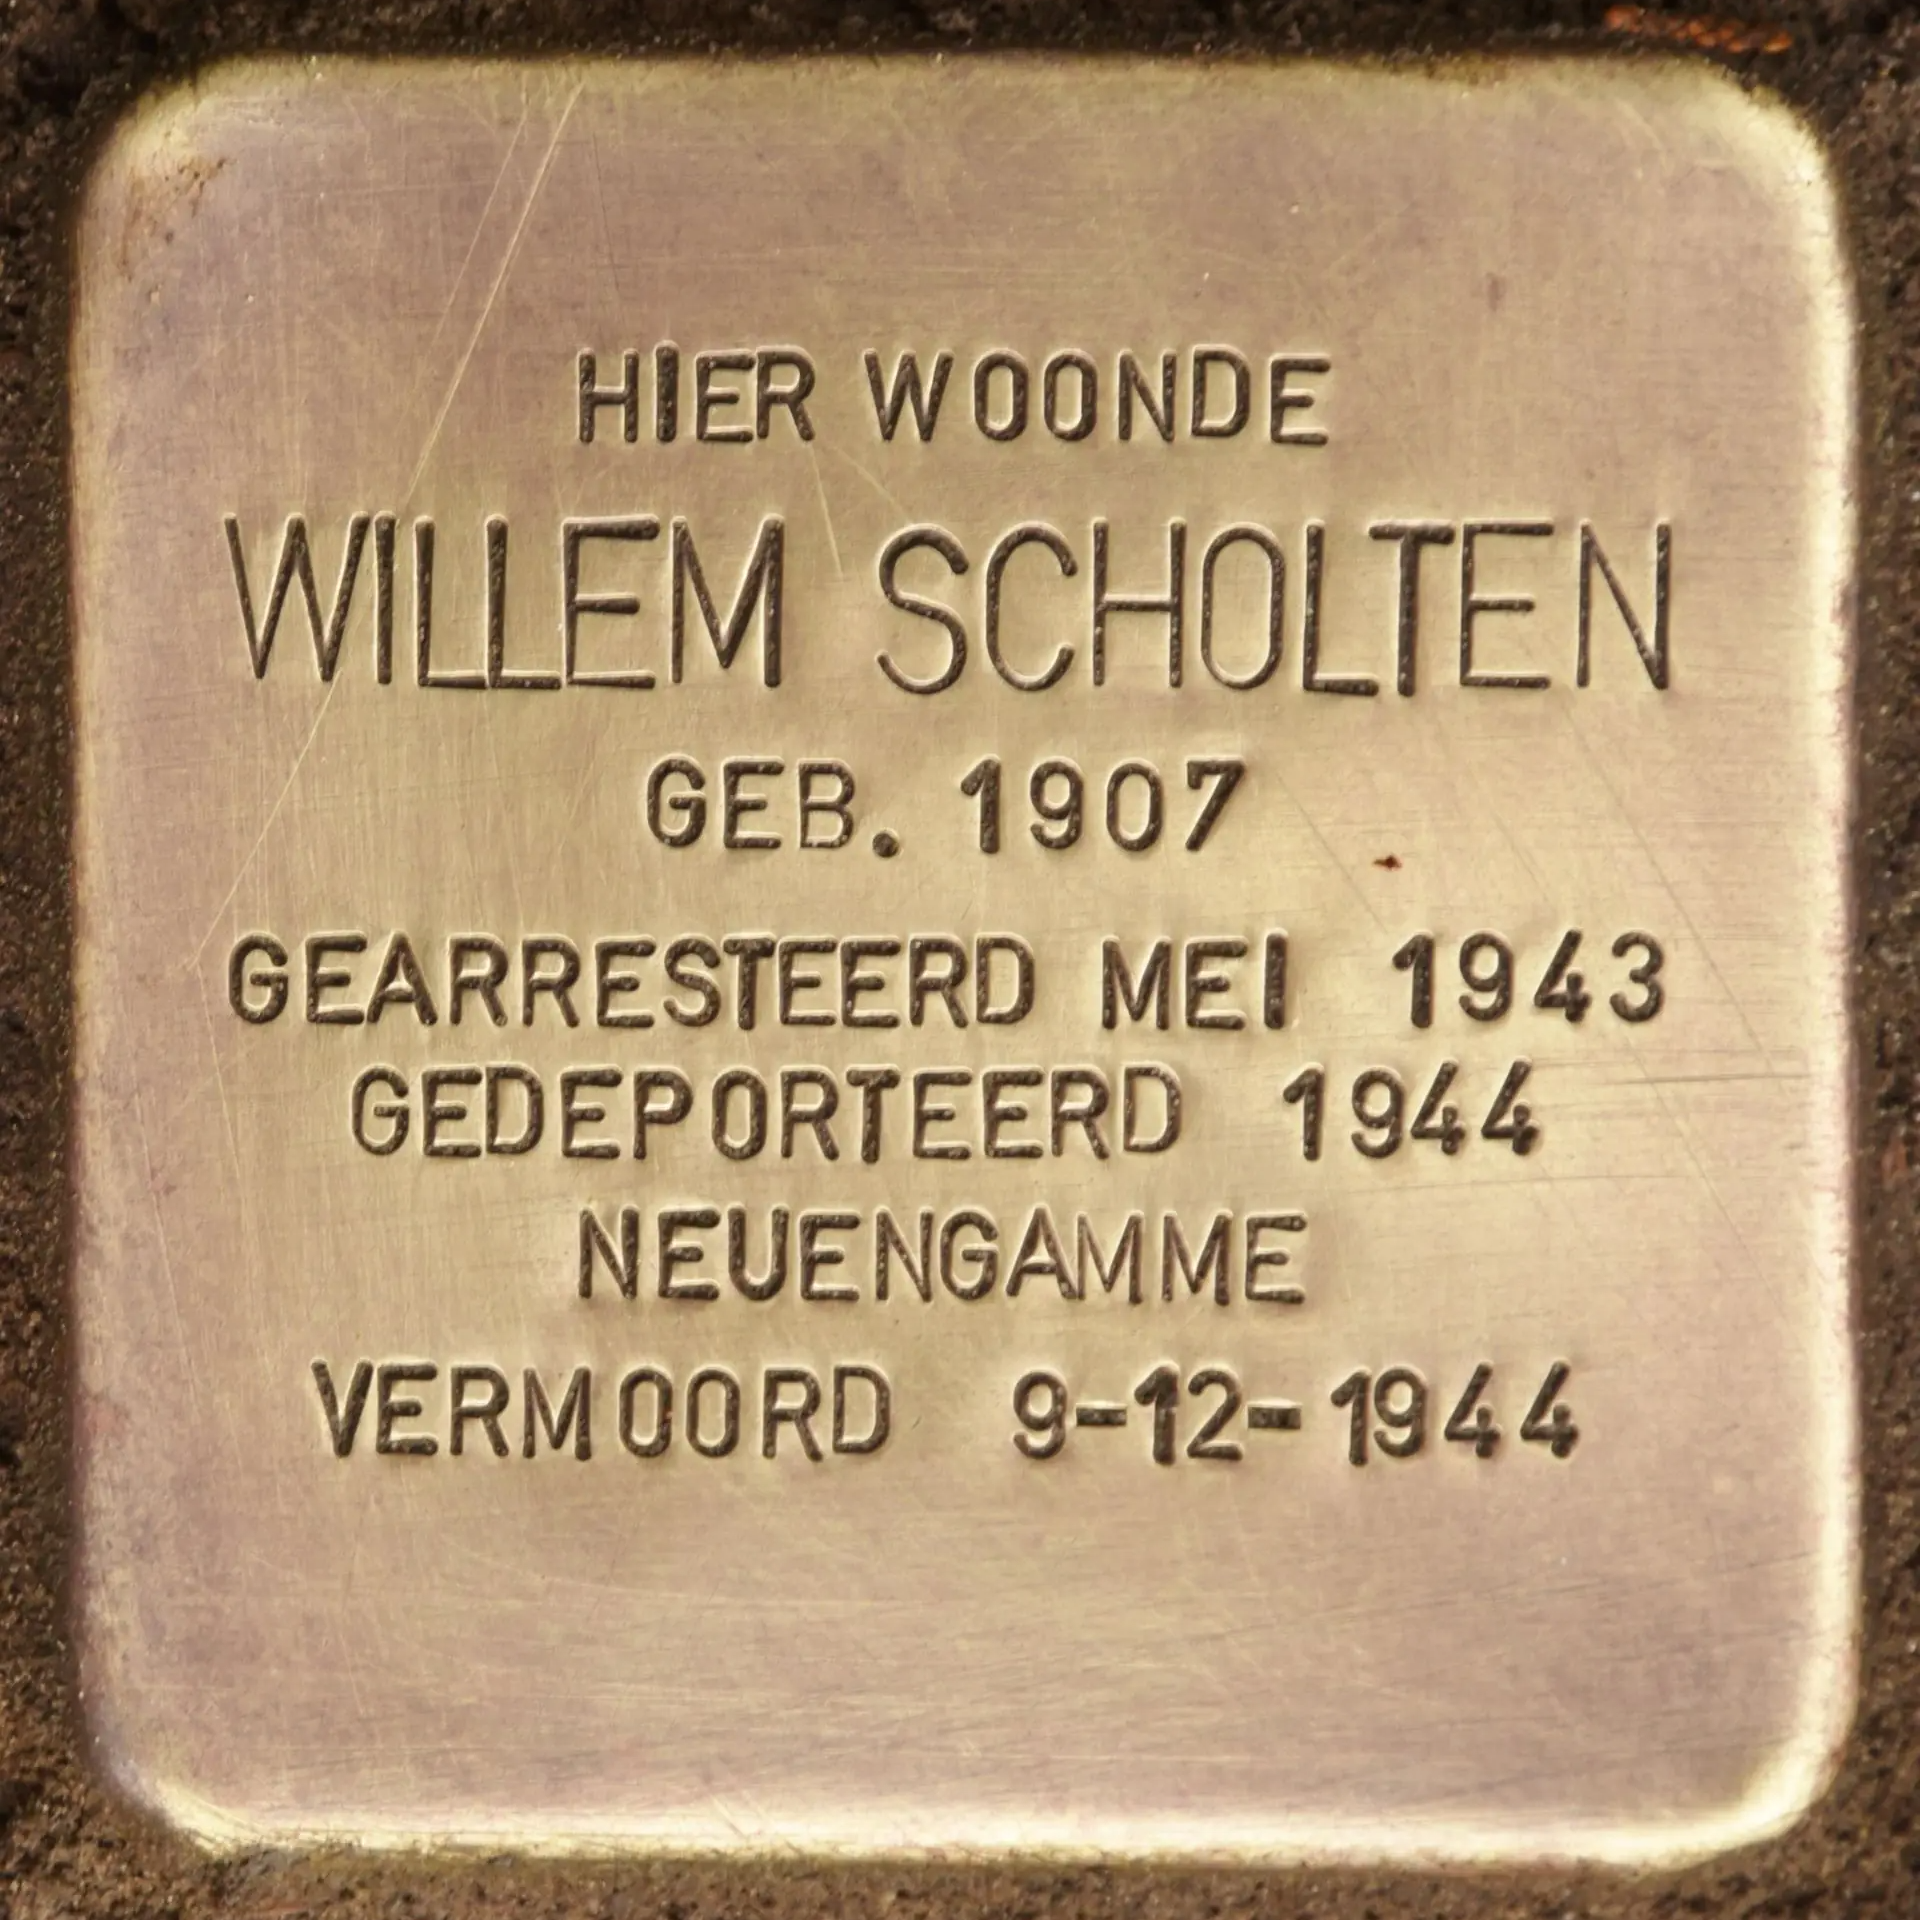 HIER WOONDE
WILLEM SCHOLTEN
GEB. 1907
GEARRESTEERD MEI 1943
GEDEPORTEERD 1944
NEUENGAMME
VERMOORD 9-12-1944